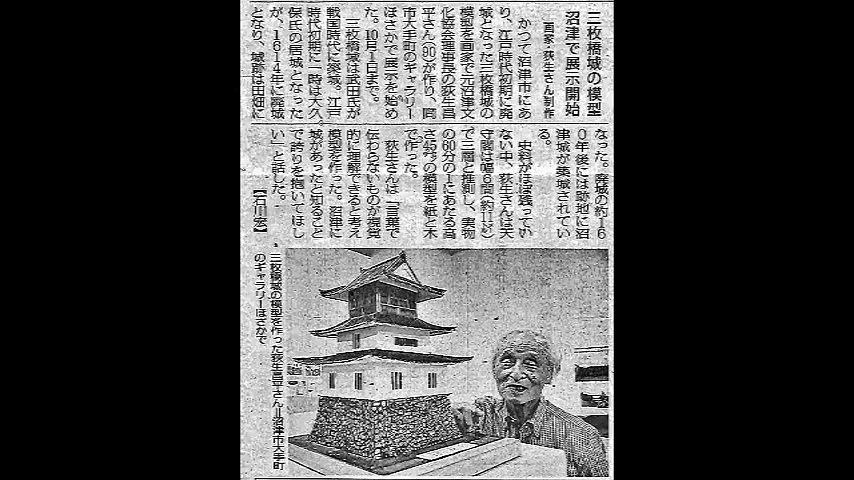 三枚橋城の模型
沼津で展示開始
画家・荻生さん制作
かつて沼津市にあ
り、江戸時代初期に廃
城となった三枚橋城の
模型を画家で元沼津文
化協会理事長の荻生昌
平さん(90)が作り、同
市大手町のギャラリー
ほさかで展示を始め
た。10月1日まで。
三枚橋城は武田氏が
戦国時代に築城。江戸
時代初期に一時は大久
保氏の居城となった
が、1614年に廃城
となり、城跡は田畑に
なった。廃城の約16
0年後には跡地に沼
津城が築城されてい
る。
史料がほぼ残ってい
ない中、荻生さんは天
守閣は幅6間(約11㍍)
で三層と推測し、実物
の60分の1にあたる高
さ45㌢の模型を紙と木
で作った。
荻生さんは「言葉で
伝わらないものが視覚
的に理解できると考え
模型を作った。沼津に
城があったと知ること
で誇りを抱いてほし
い」と話した。
【石川宏】
三枚橋城の模型を作った荻生昌平さん=沼津市大手町
のギャラリーほさかで